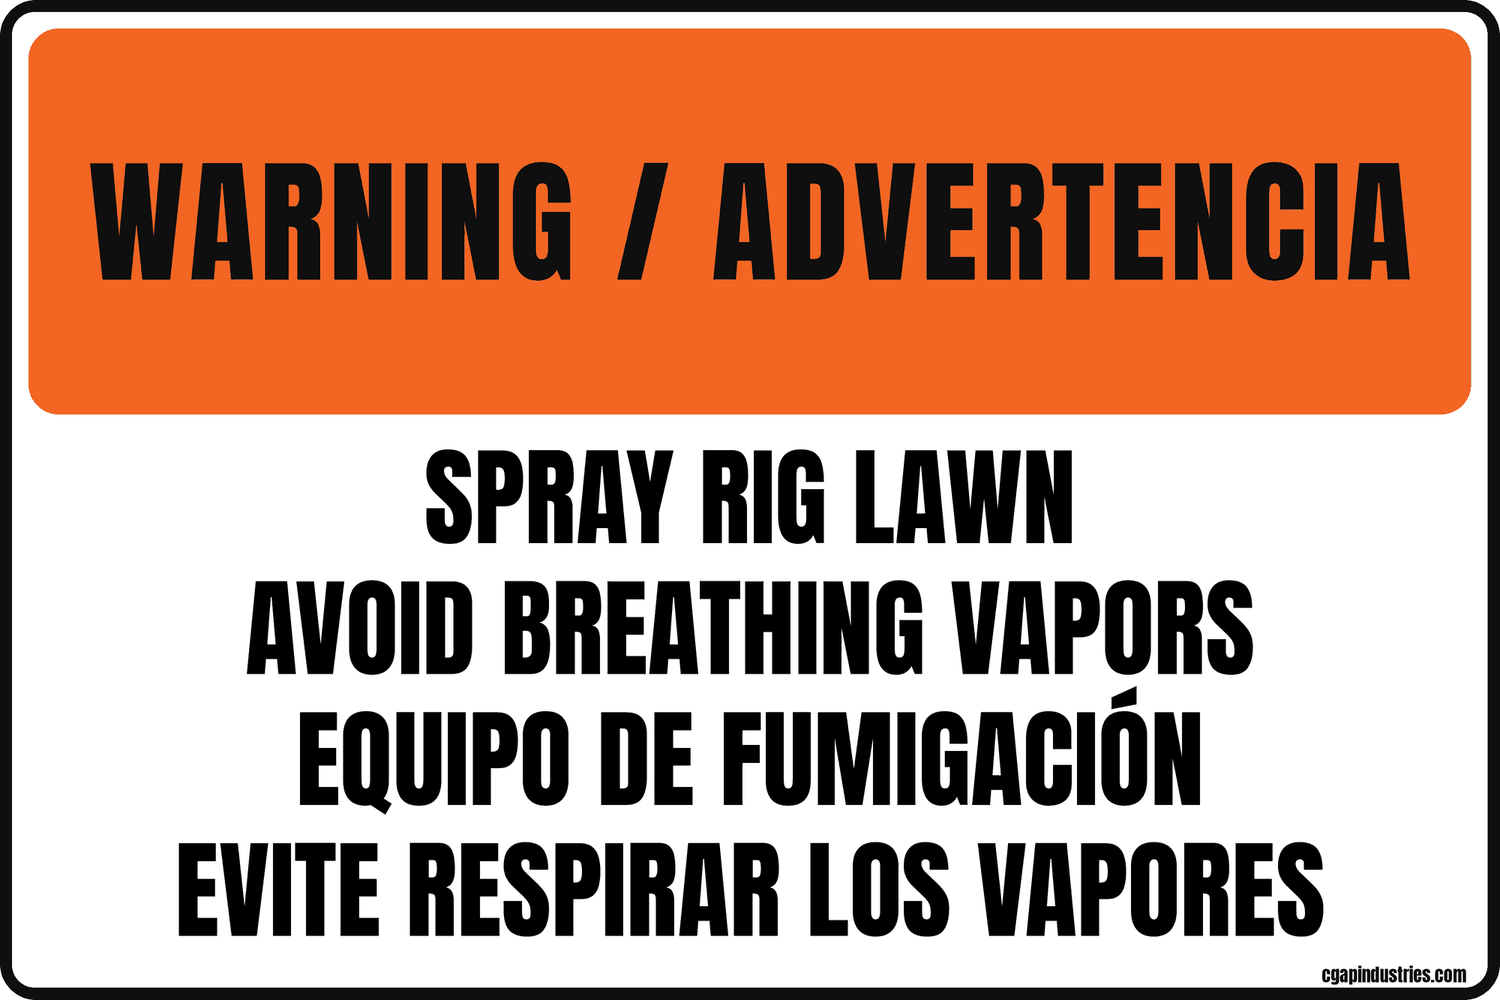 WARNING / ADVERTENCIA
SPRAY RIG LAWN
AVOID BREATHING VAPORS
EQUIPO DE FUMIGACIÓN
EVITE RESPIRAR LOS VAPORES
cgapindustries.com